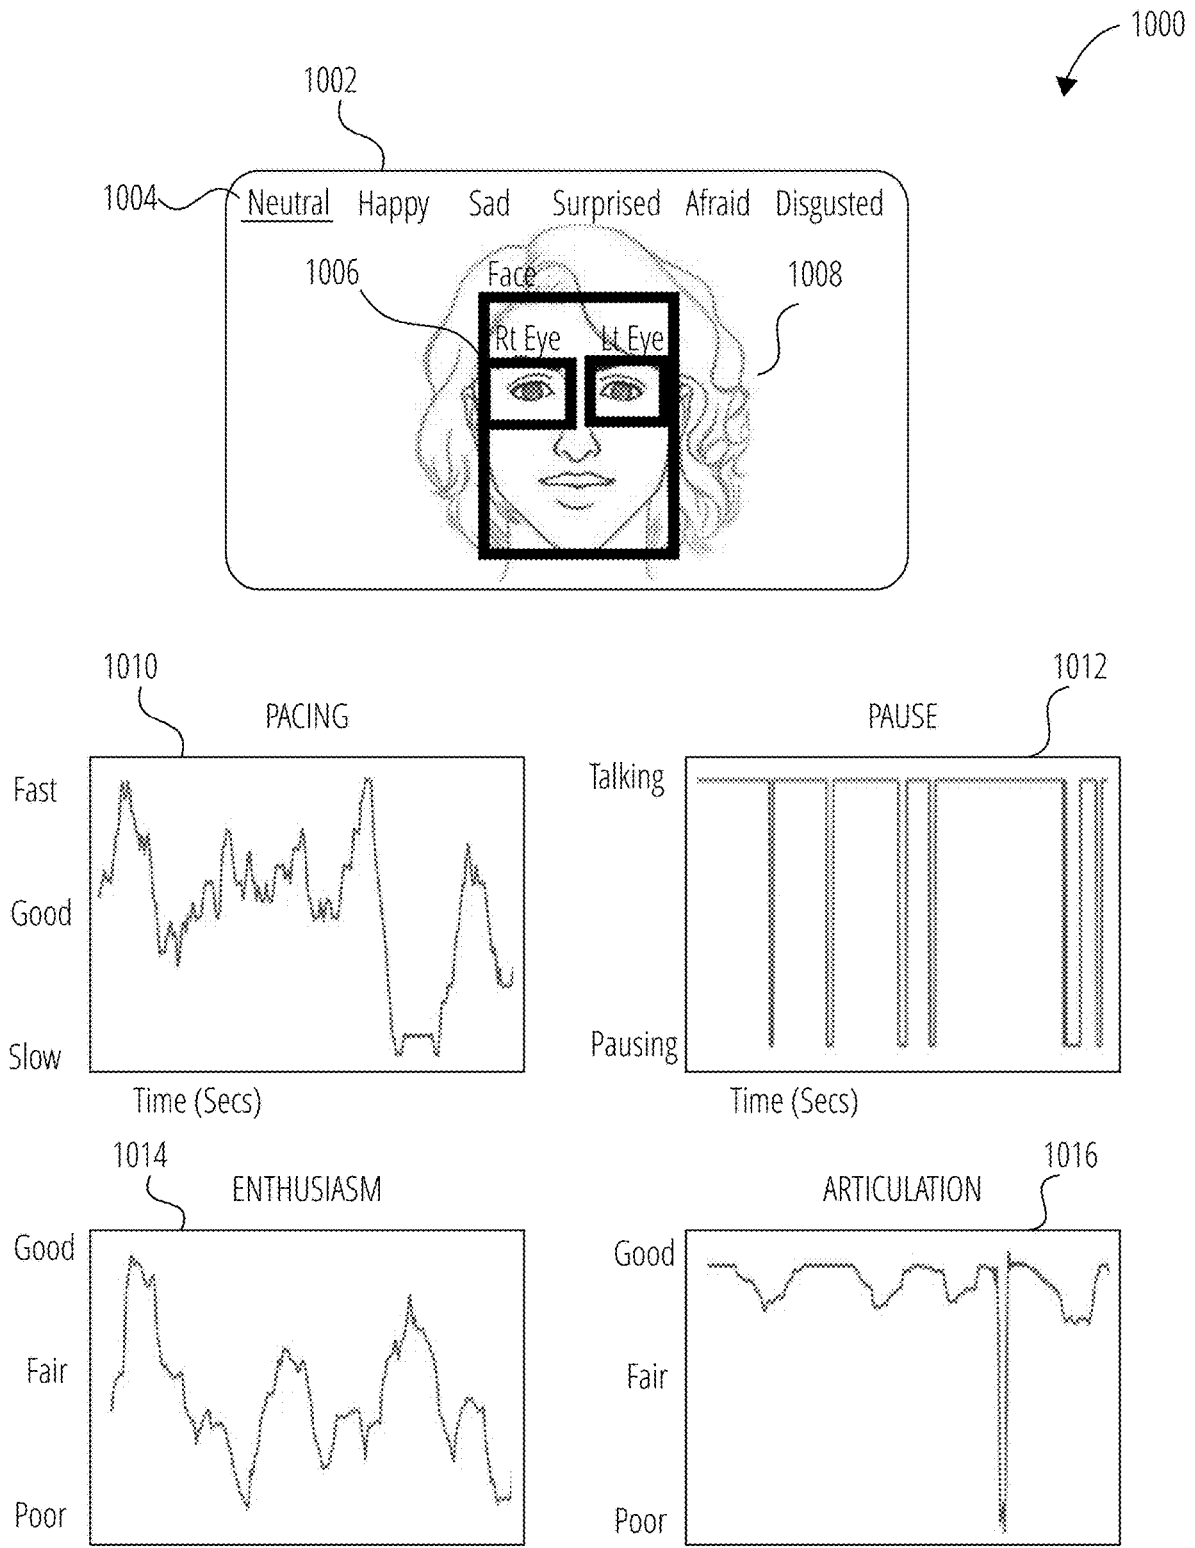 1000
1002
1004 Neutral Happy Sad Surprised Afraid Disgusted
1006 Face 1008
Rt Eye Lt Eye
1010 1012
PACING PAUSE
Fast Talking
Good
Slow Pausing
Time (Secs) Time (Secs)
1014 1016
ENTHUSIASM ARTICULATION
Good Good
Fair Fair
Poor Poor